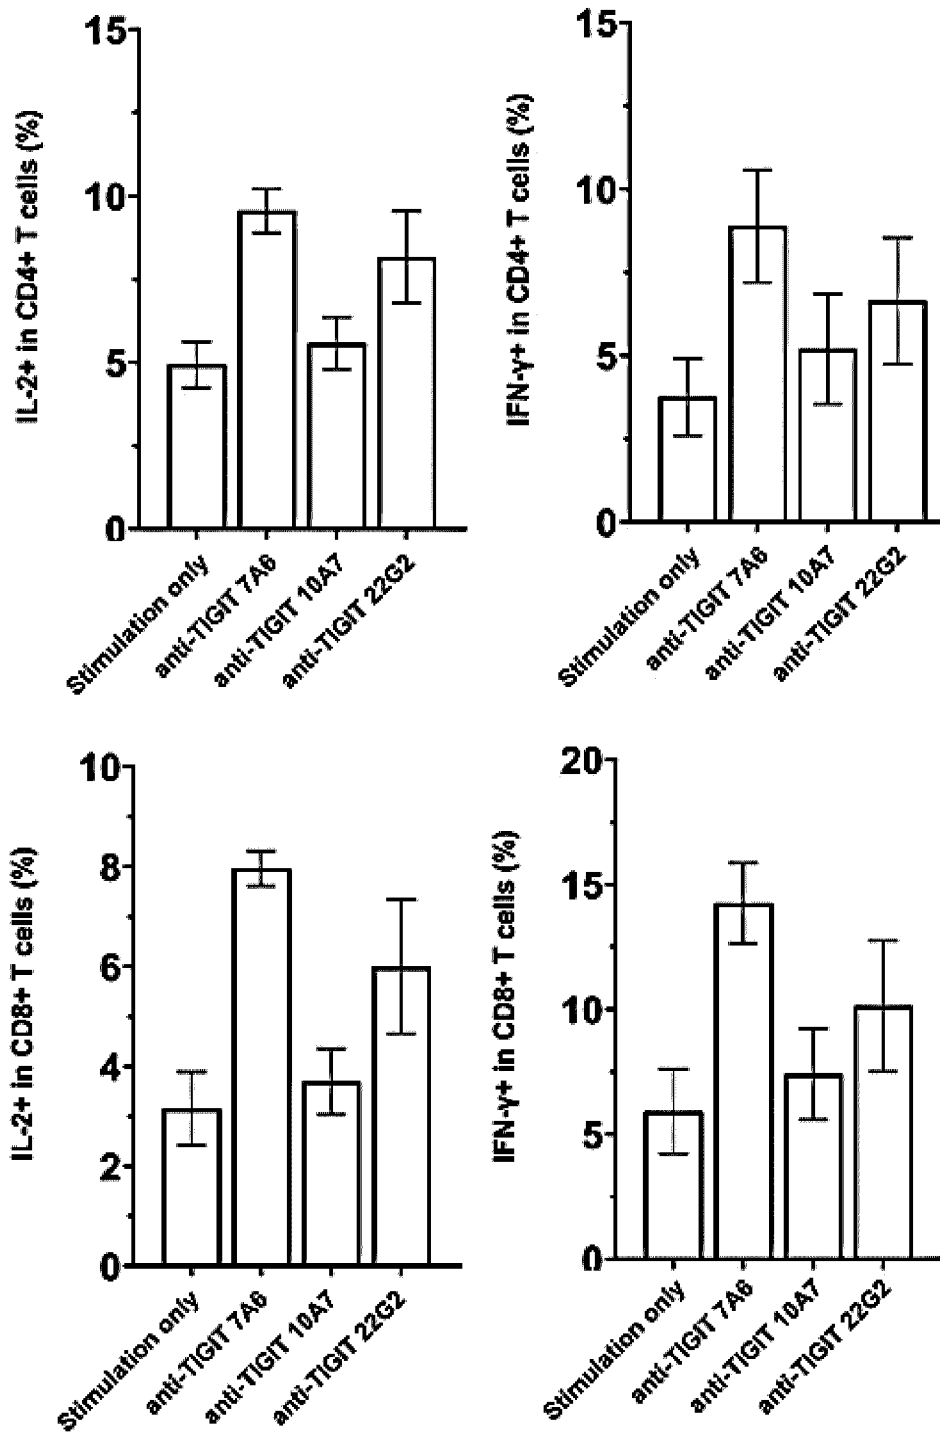 IL-2+ in CD4+ T cells (%)
15
10
5
0
Stimulation only
anti-TIGIT 7A6
anti-TIGIT 10A7
anti-TIGIT 22G2
IFN-γ+ in CD4+ T cells (%)
15
10
5
0
Stimulation only
anti-TIGIT 7A6
anti-TIGIT 10A7
anti-TIGIT 22G2
IL-2+ in CD8+ T cells (%)
10
8
6
4
2
0
Stimulation only
anti-TIGIT 7A6
anti-TIGIT 10A7
anti-TIGIT 22G2
IFN-γ+ in CD8+ T cells (%)
20
15
10
5
0
Stimulation only
anti-TIGIT 7A6
anti-TIGIT 10A7
anti-TIGIT 22G2